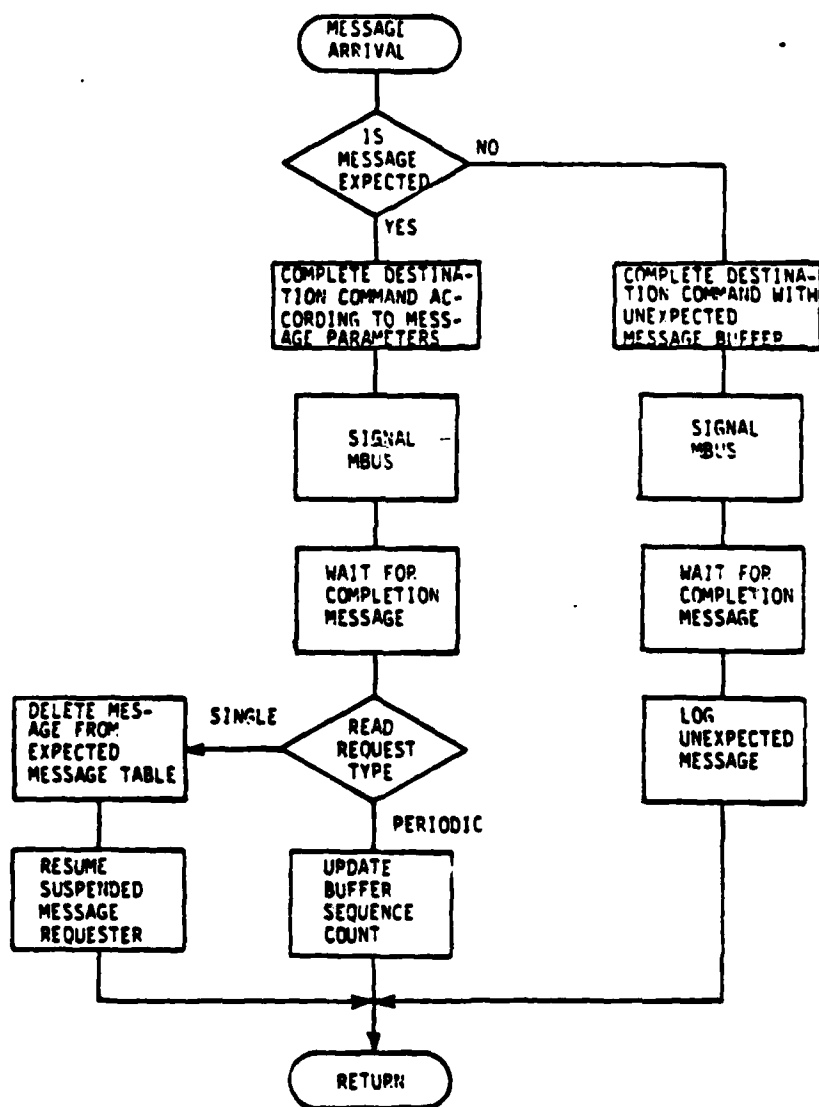 MESSAGE
ARRIVAL
IS
MESSAGE
EXPECTED
NO
YES
COMPLETE DESTINA-
TION COMMAND AC-
CORDING TO MESS-
AGE PARAMETERS
COMPLETE DESTINA-
TION COMMAND WITH
UNEXPECTED
MESSAGE BUFFER
SIGNAL
MBUS
SIGNAL
MBUS
WAIT FOR
COMPLETION
MESSAGE
WAIT FOR
COMPLETION
MESSAGE
DELETE MES-
SAGE FROM
EXPECTED
MESSAGE TABLE
SINGLE
READ
REQUEST
TYPE
LOG
UNEXPECTED
MESSAGE
PERIODIC
RESUME
SUSPENDED
MESSAGE
REQUESTER
UPDATE
BUFFER
SEQUENCE
COUNT
RETURN